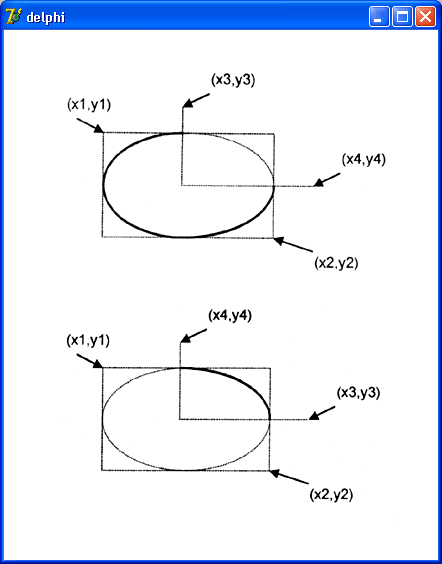 delphi
(x3,y3)
(x1,y1)
(x4,y4)
(x2,y2)
(x4,y4)
(x1,y1)
(x3,y3)
(x2,y2)